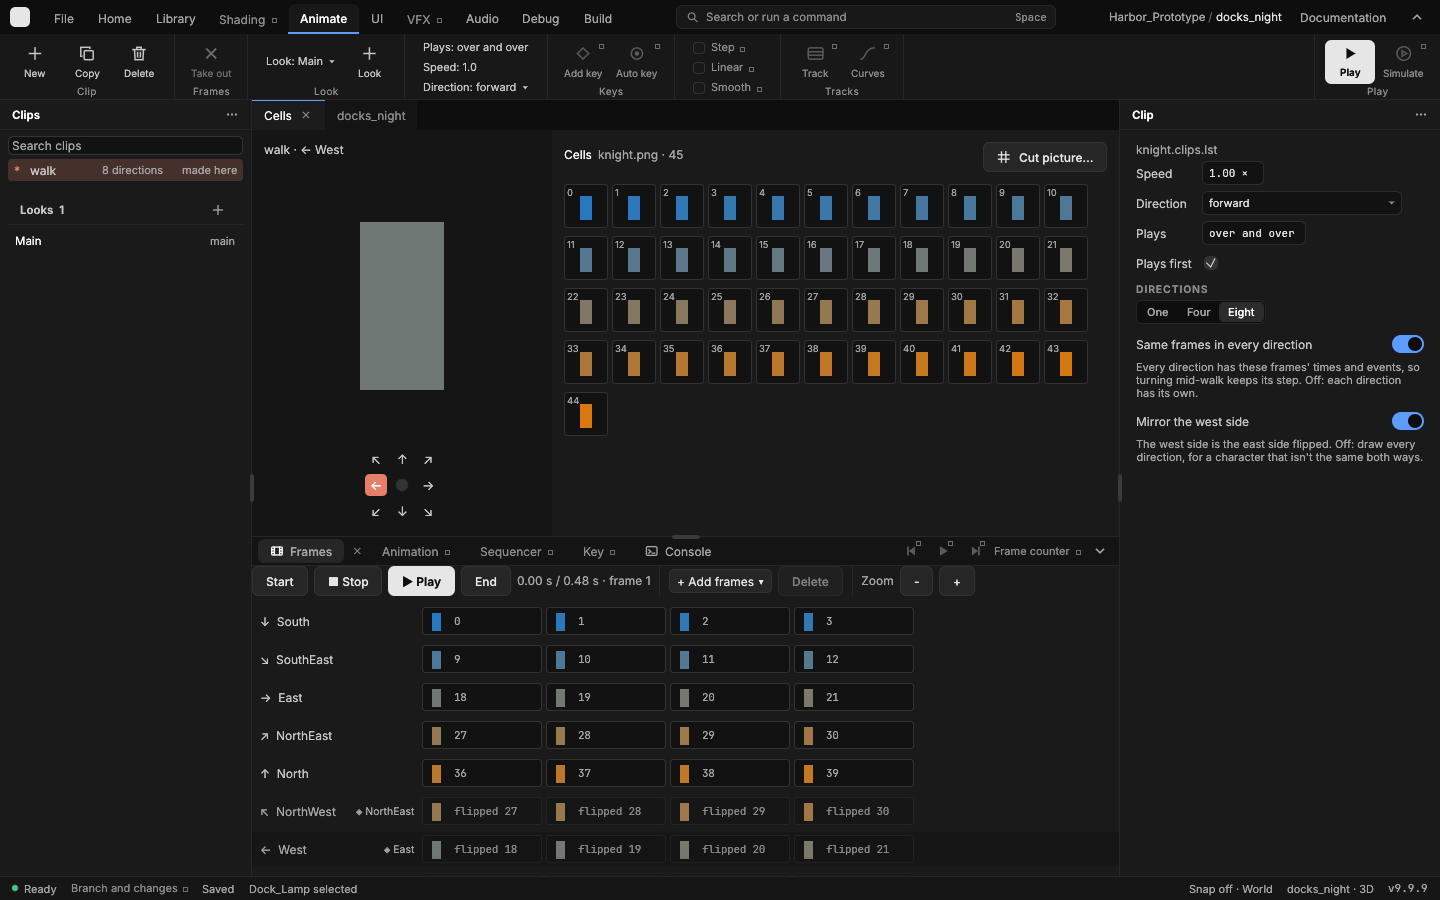 File Home Library Shading Animate UI VFX Audio Debug Build Search or run a command Space Harbor_Prototype / docks_night Documentation
New Copy Delete Take out Look: Main Look Plays: over and over Add key Auto key Step Track Curves Play Simulate
Speed: 1.0 Linear
Direction: forward Smooth
Clip Frames Look Keys Tracks Play
Clips
Search clips
* walk 8 directions made here
Looks 1
Main main
Cells docks_night
walk · ← West
Cells knight.png · 45 Cut picture...
0 1 2 3 4 5 6 7 8 9 10
11 12 13 14 15 16 17 18 19 20 21
22 23 24 25 26 27 28 29 30 31 32
33 34 35 36 37 38 39 40 41 42 43
44
Frames Animation Sequencer Key Console Frame counter
Start Stop Play End 0.00 s / 0.48 s · frame 1 + Add frames Delete Zoom - +
↓ South 0 1 2 3
↘ SouthEast 9 10 11 12
→ East 18 19 20 21
↗ NorthEast 27 28 29 30
↑ North 36 37 38 39
↖ NorthWest ◆ NorthEast flipped 27 flipped 28 flipped 29 flipped 30
← West ◆ East flipped 18 flipped 19 flipped 20 flipped 21
Clip
knight.clips.lst
Speed 1.00 ×
Direction forward
Plays over and over
Plays first
DIRECTIONS
One Four Eight
Same frames in every direction
Every direction has these frames' times and events, so
turning mid-walk keeps its step. Off: each direction
has its own.
Mirror the west side
The west side is the east side flipped. Off: draw every
direction, for a character that isn't the same both ways.
Ready Branch and changes Saved Dock_Lamp selected Snap off · World docks_night · 3D v9.9.9